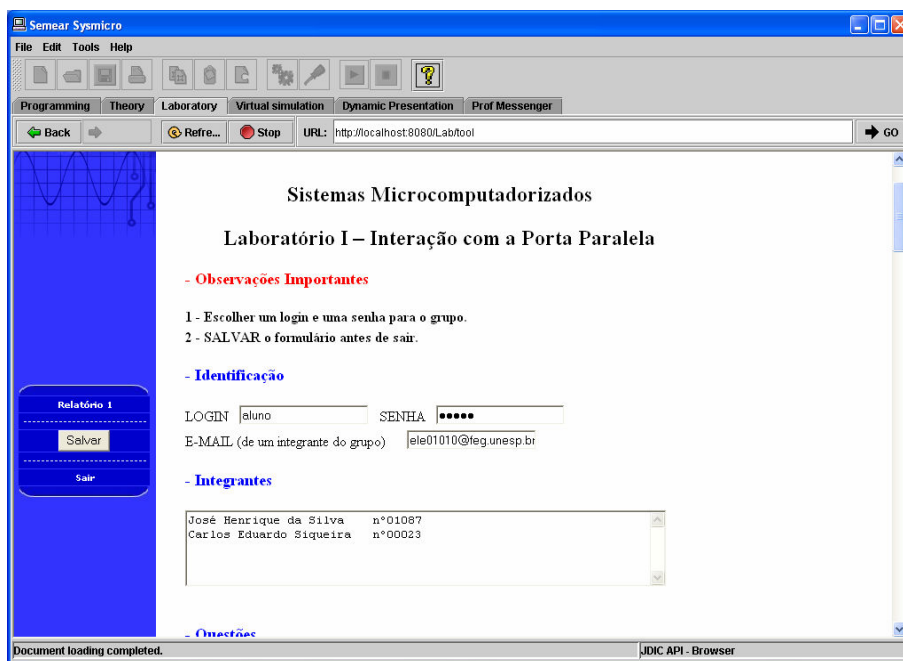 Semear Sysmicro
File Edit Tools Help
Programming Theory Laboratory Virtual simulation Dynamic Presentation Prof Messenger
Back Refre... Stop URL: http://localhost:8080/Lab/tool GO
Sistemas Microcomputadorizados
Laboratório I – Interação com a Porta Paralela
- Observações Importantes
1 - Escolher um login e uma senha para o grupo.
2 - SALVAR o formulário antes de sair.
- Identificação
Relatório 1
Salvar
Sair
LOGIN aluno SENHA •••••
E-MAIL (de um integrante do grupo) ele01010@feg.unesp.br
- Integrantes
José Henrique da Silva nº01087
Carlos Eduardo Siqueira nº00023
- Questões
Document loading completed. JDIC API - Browser